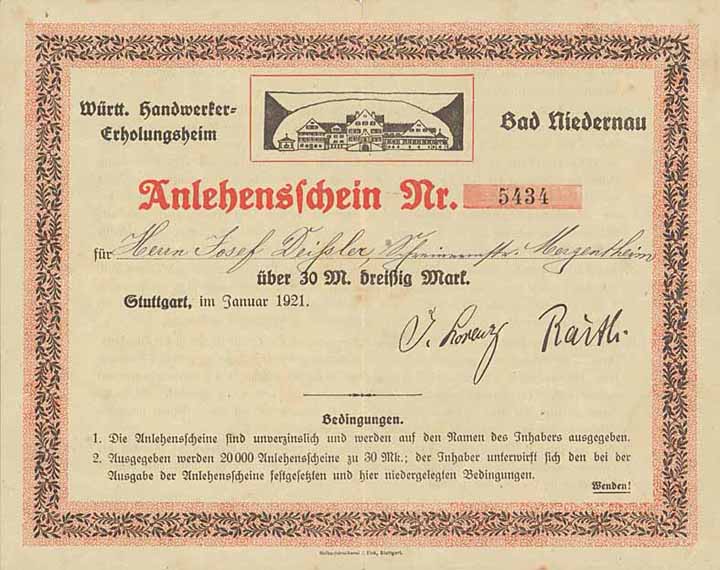 Württ. Handwerker-
Erholungsheim
Bad Niedernau
Anlehensschein Nr. 5434
für Herrn Josef Deißler, Schreinermstr. Mergentheim
über 30 M. dreißig Mark.
Stuttgart, im Januar 1921.
J. Lorenz
Bedingungen.
1. Die Anlehensscheine sind unverzinslich und werden auf den Namen des Inhabers ausgegeben.
2. Ausgegeben werden 20000 Anlehensscheine zu 30 Mk.; der Inhaber unterwirft sich den bei der
Ausgabe der Anlehensscheine festgesetzten und hier niedergelegten Bedingungen.
Wenden!
Stuttgart.